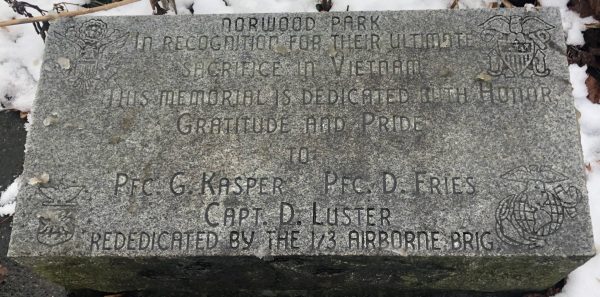 NORWOOD PARK
IN RECOGNITION FOR THEIR ULTIMATE
SACRIFICE IN VIETNAM
THIS MEMORIAL IS DEDICATED WITH HONOR
GRATITUDE AND PRIDE
TO
PFC. G. KASPER PFC. D. FRIES
CAPT. D. LUSTER
REDEDICATED BY THE 173 AIRBORNE BRIG